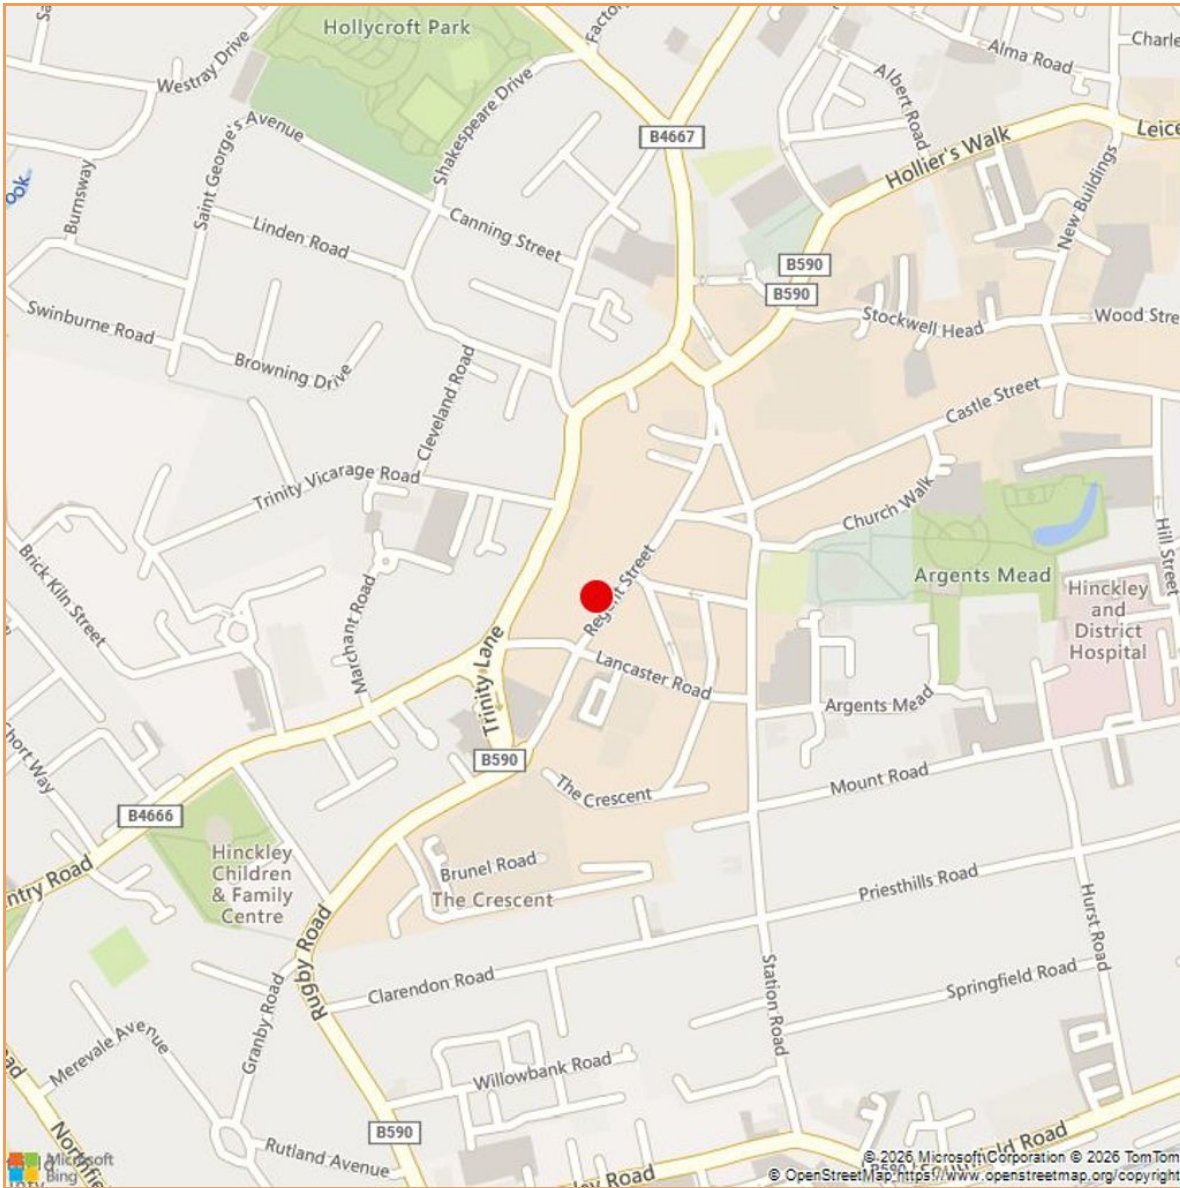 Hollycroft Park
Westray Drive
Shakespeare Drive
Saint George's Avenue
Burnsway
Linden Road
Canning Street
B4667
Alma Road
Albert Road
Hollier's Walk
New Buildings
B590
B590
Stockwell Head
Swinburne Road
Browning Drive
Cleveland Road
Castle Street
Trinity Vicarage Road
Church Walk
Hill Street
Brick Kiln Street
Marchant Road
Regent Street
Argents Mead
Hinckley
and
District
Hospital
Trinity Lane
Lancaster Road
Argents Mead
B590
The Crescent
Mount Road
B4666
Hinckley
Children
& Family
Centre
Brunel Road
The Crescent
Priesthills Road
Hurst Road
Rugby Road
Clarendon Road
Station Road
Springfield Road
Granby Road
Merevale Avenue
Willowbank Road
B590
Rutland Avenue
Microsoft
Bing
© 2026 Microsoft Corporation © 2026 TomTom
© OpenStreetMap https://www.openstreetmap.org/copyright